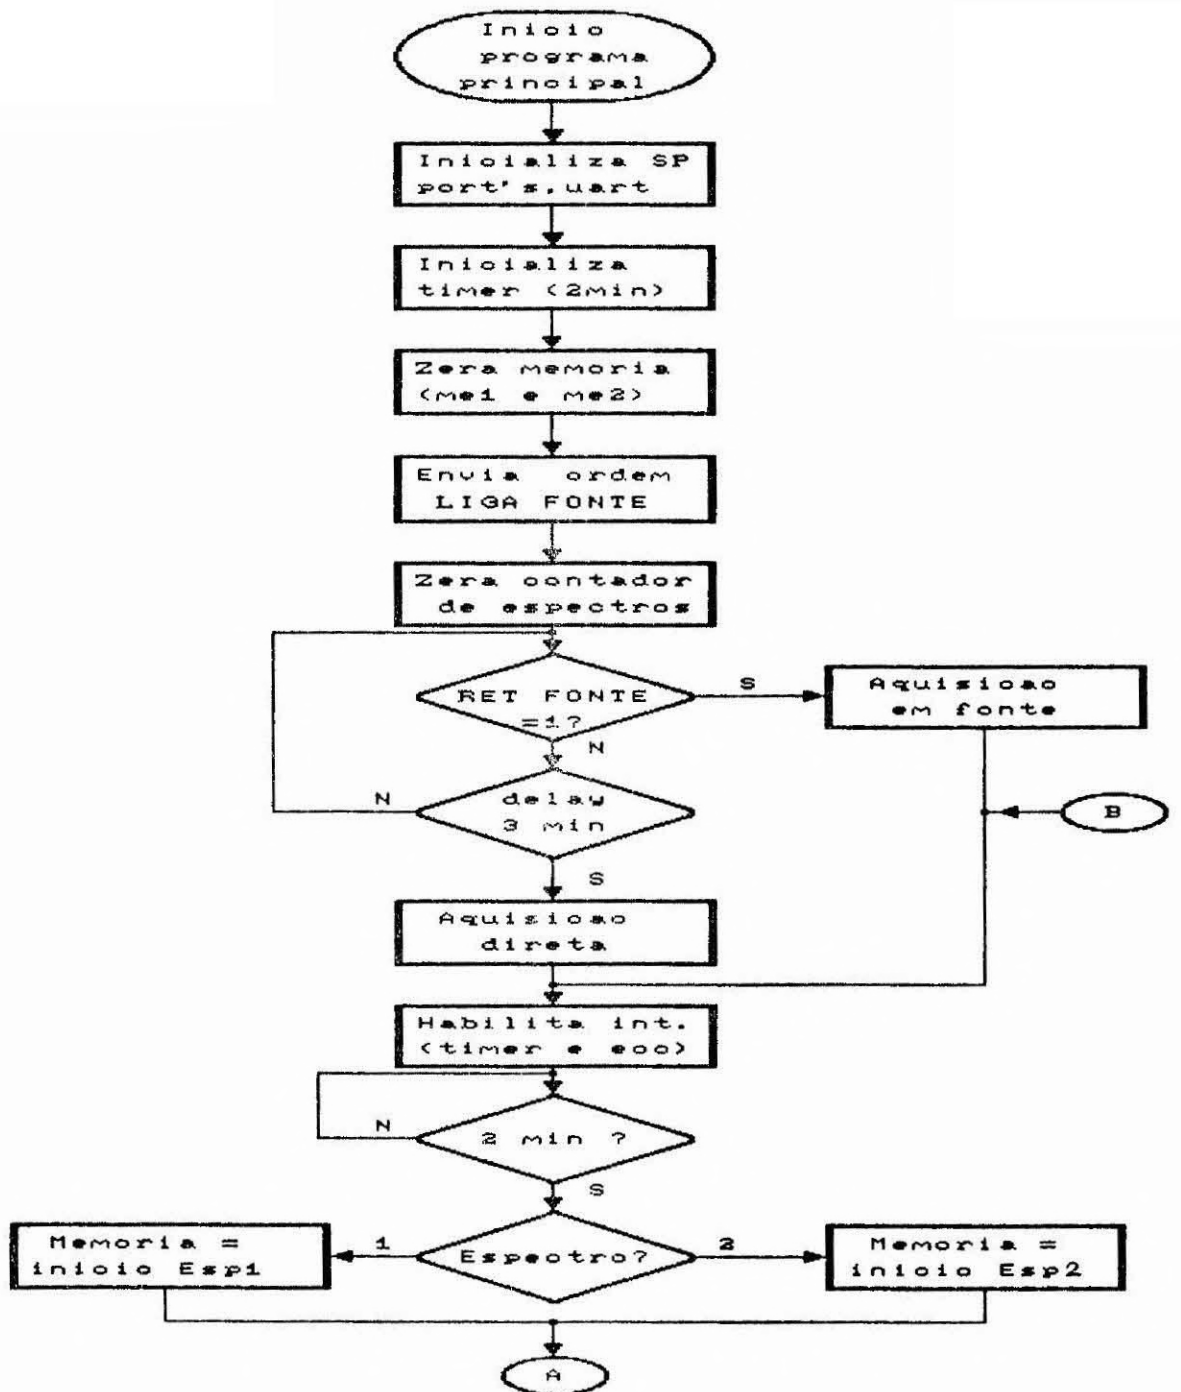 Inicio
programa
principal
Inicializa SP
port's,uart
Inicializa
timer (2min)
Zera memoria
(me1 e me2)
Envia ordem
LIGA FONTE
Zera contador
de espectros
RET FONTE
=1?
S
Aquisicao
em fonte
N
N
delay
3 min
B
S
Aquisicao
direta
Habilita int.
(timer e eoc)
N
2 min ?
S
Memoria =
inicio Esp1
1
Espectro?
2
Memoria =
inicio Esp2
A